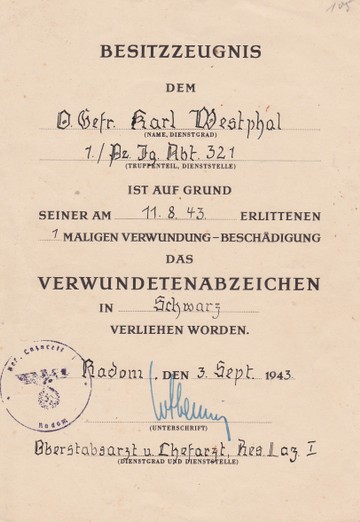 105
BESITZZEUGNIS
DEM
O. Gefr. Karl Westphal
(NAME, DIENSTGRAD)
1./Pz. Jg. Abt. 321
(TRUPPENTEIL, DIENSTSTELLE)
IST AUF GRUND
SEINER AM 11. 8. 43. ERLITTENEN
1 MALIGEN VERWUNDUNG – BESCHÄDIGUNG
DAS
VERWUNDETENABZEICHEN
IN Schwarz
VERLIEHEN WORDEN.
Radom, DEN 3. Sept. 1943.
(UNTERSCHRIFT)
Oberstabsarzt u. Chefarzt, Res. Laz. I
(DIENSTGRAD UND DIENSTSTELLE)
Radom